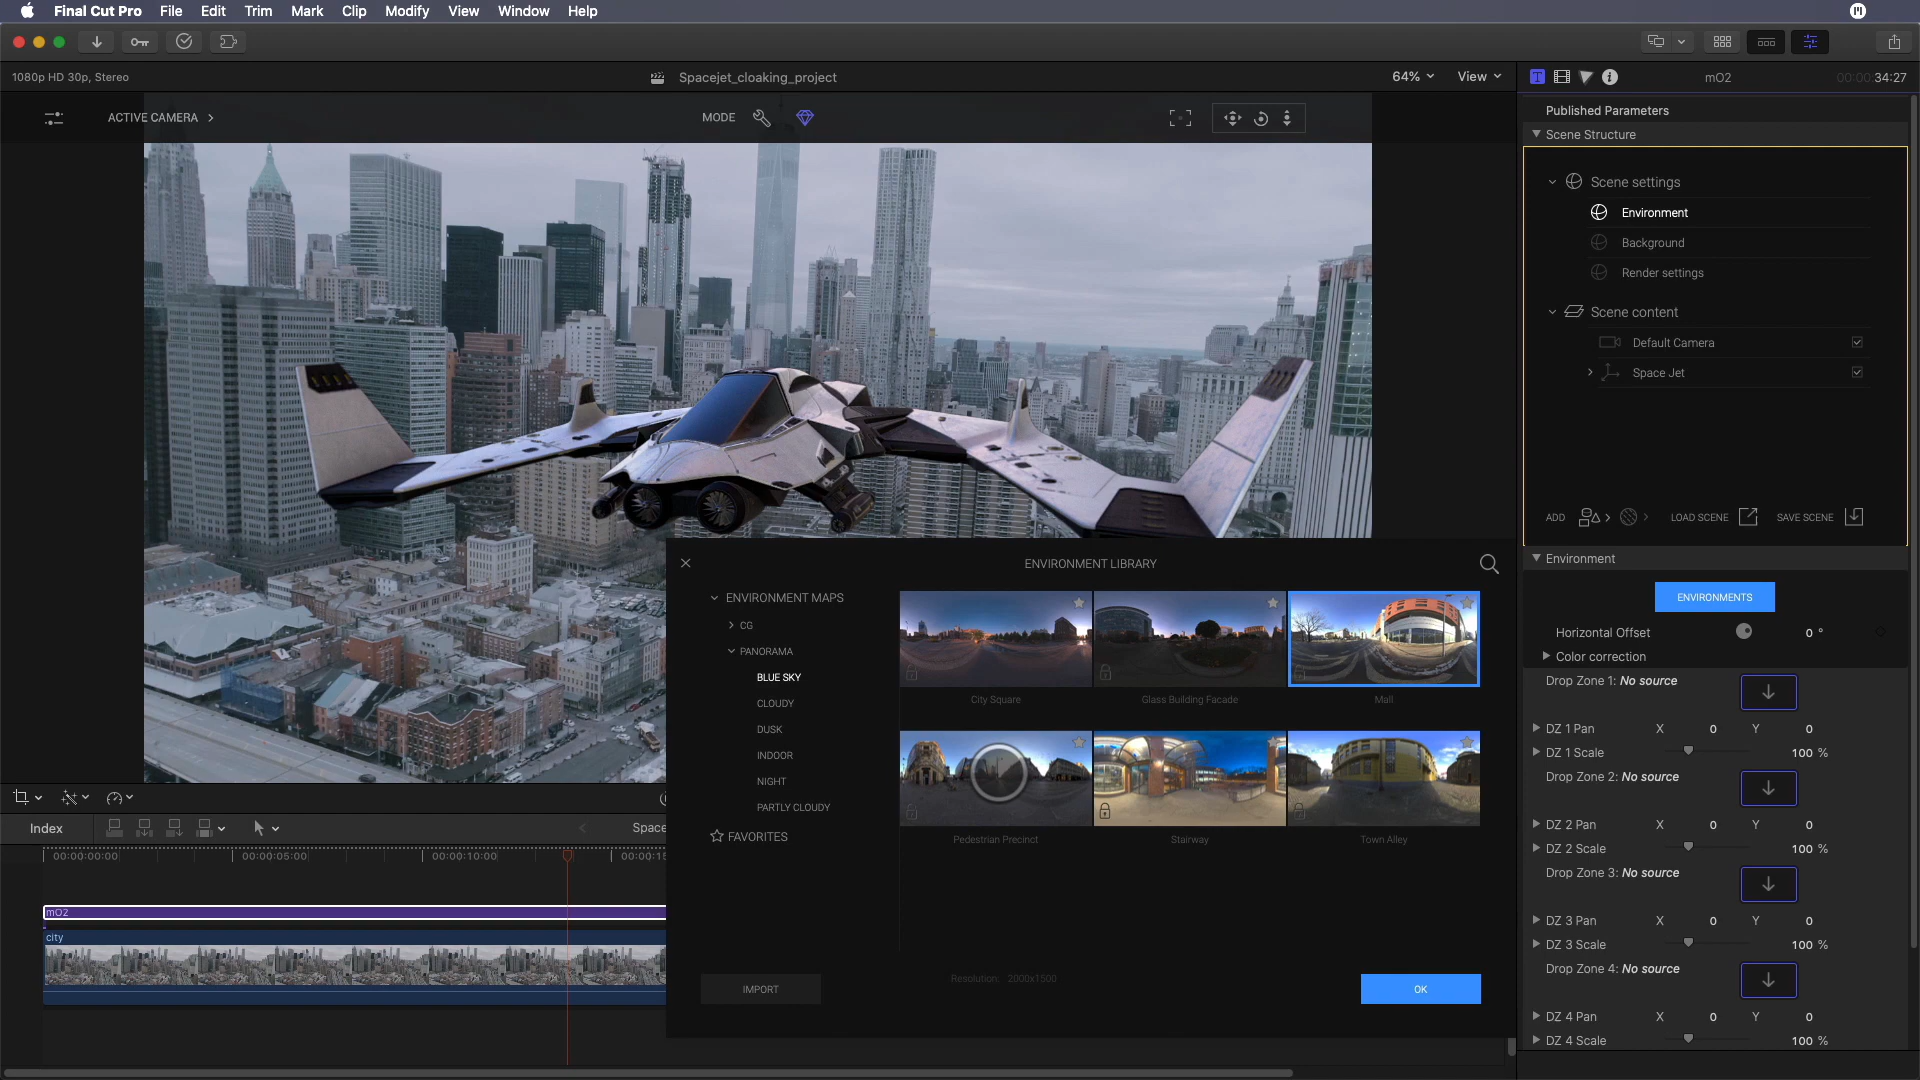 Final Cut Pro File Edit Trim Mark Clip Modify View Window Help
1080p HD 30p, Stereo
Spacejet_cloaking_project
64% View
mO2
00:00:34:27
ACTIVE CAMERA
MODE
Published Parameters
Scene Structure
Scene settings
Environment
Background
Render settings
Scene content
Default Camera
Space Jet
ADD
LOAD SCENE
SAVE SCENE
Environment
ENVIRONMENTS
Horizontal Offset 0 °
Color correction
Drop Zone 1: No source
DZ 1 Pan X 0 Y 0
DZ 1 Scale 100 %
Drop Zone 2: No source
DZ 2 Pan X 0 Y 0
DZ 2 Scale 100 %
Drop Zone 3: No source
DZ 3 Pan X 0 Y 0
DZ 3 Scale 100 %
Drop Zone 4: No source
DZ 4 Pan X 0 Y 0
DZ 4 Scale 100 %
ENVIRONMENT LIBRARY
ENVIRONMENT MAPS
CG
PANORAMA
BLUE SKY
CLOUDY
DUSK
INDOOR
NIGHT
PARTLY CLOUDY
FAVORITES
City Square
Glass Building Facade
Mall
Pedestrian Precinct
Stairway
Town Alley
Resolution: 2000x1500
IMPORT
OK
Index
Space
00:00:00:00
00:00:05:00
00:00:10:00
00:00:15
mO2
city